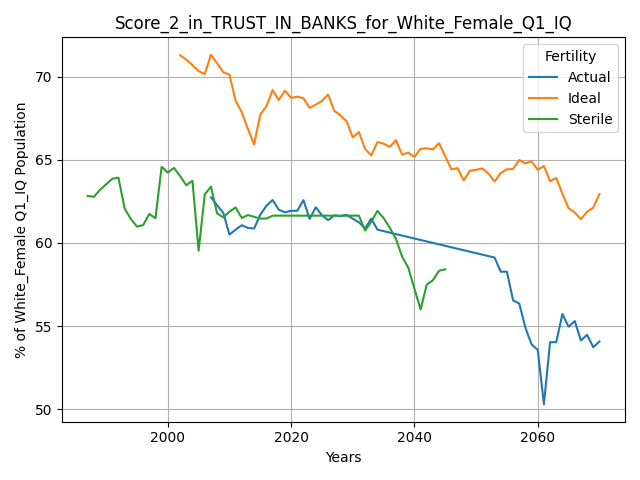 Score_2_in_TRUST_IN_BANKS_for_White_Female_Q1_IQ
Fertility
Actual
Ideal
Sterile
% of White_Female Q1_IQ Population
70
65
60
55
50
2000
2020
2040
2060
Years